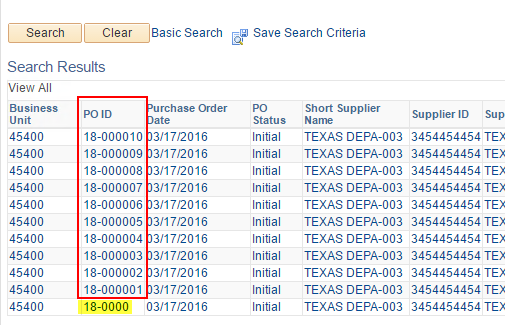 Search Clear Basic Search Save Search Criteria
Search Results
View All
Business Unit PO ID Purchase Order Date PO Status Short Supplier Name Supplier ID Sup
45400 18-000010 03/17/2016 Initial TEXAS DEPA-003 3454454454 TEX
45400 18-000009 03/17/2016 Initial TEXAS DEPA-003 3454454454 TEX
45400 18-000008 03/17/2016 Initial TEXAS DEPA-003 3454454454 TEX
45400 18-000007 03/17/2016 Initial TEXAS DEPA-003 3454454454 TEX
45400 18-000006 03/17/2016 Initial TEXAS DEPA-003 3454454454 TEX
45400 18-000005 03/17/2016 Initial TEXAS DEPA-003 3454454454 TEX
45400 18-000004 03/17/2016 Initial TEXAS DEPA-003 3454454454 TEX
45400 18-000003 03/17/2016 Initial TEXAS DEPA-003 3454454454 TEX
45400 18-000002 03/17/2016 Initial TEXAS DEPA-003 3454454454 TEX
45400 18-000001 03/17/2016 Initial TEXAS DEPA-003 3454454454 TEX
45400 18-0000 03/17/2016 Initial TEXAS DEPA-003 3454454454 TEX